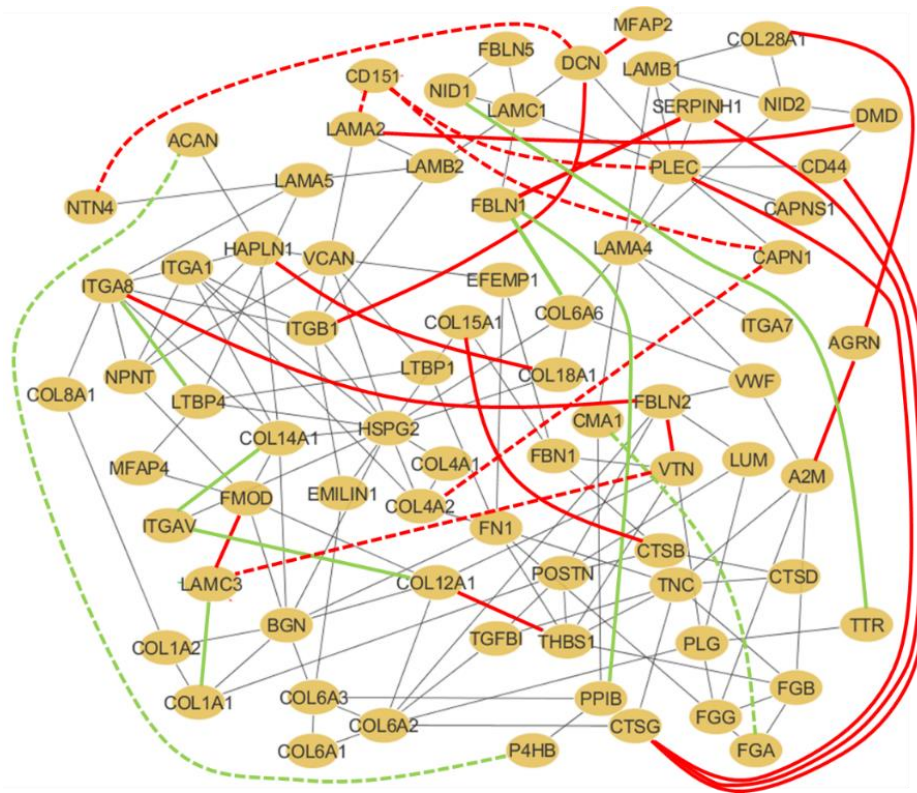 MFAP2
COL28A1
FBLN5
DCN
CD151
LAMB1
NID1
LAMC1
SERPINH1
NID2
DMD
LAMA2
ACAN
LAMB2
PLEC
CD44
LAMA5
NTN4
FBLN1
CAPNS1
HAPLN1
VCAN
LAMA4
CAPN1
ITGA1
ITGA8
EFEMP1
COL15A1
COL6A6
ITGB1
ITGA7
AGRN
NPNT
LTBP1
COL18A1
VWF
COL8A1
LTBP4
FBLN2
CMA1
HSPG2
COL14A1
MFAP4
COL4A1
FBN1
VTN
LUM
A2M
FMOD
EMILIN1
COL4A2
ITGAV
FN1
CTSB
LAMC3
COL12A1
POSTN
TNC
CTSD
BGN
TTR
TGFBI
THBS1
PLG
COL1A2
COL1A1
COL6A3
PPIB
FGB
COL6A2
CTSG
FGG
COL6A1
P4HB
FGA